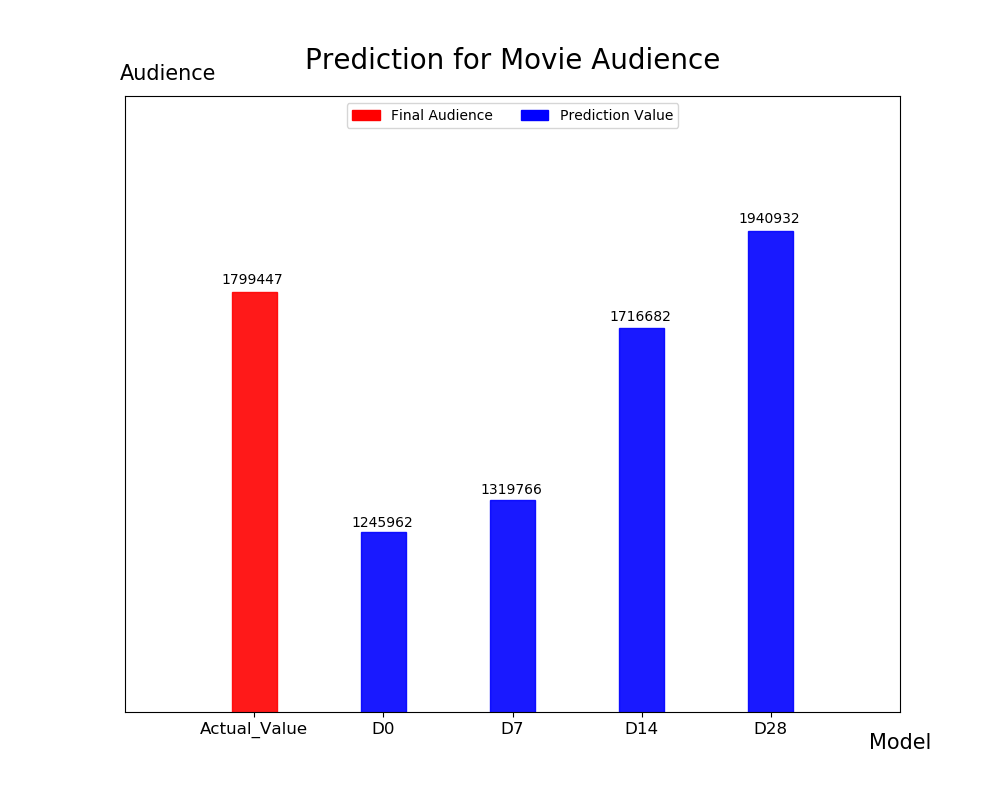 Prediction for Movie Audience
Audience
Final Audience Prediction Value
1940932
1799447
1716682
1319766
1245962
Actual_Value D0 D7 D14 D28
Model